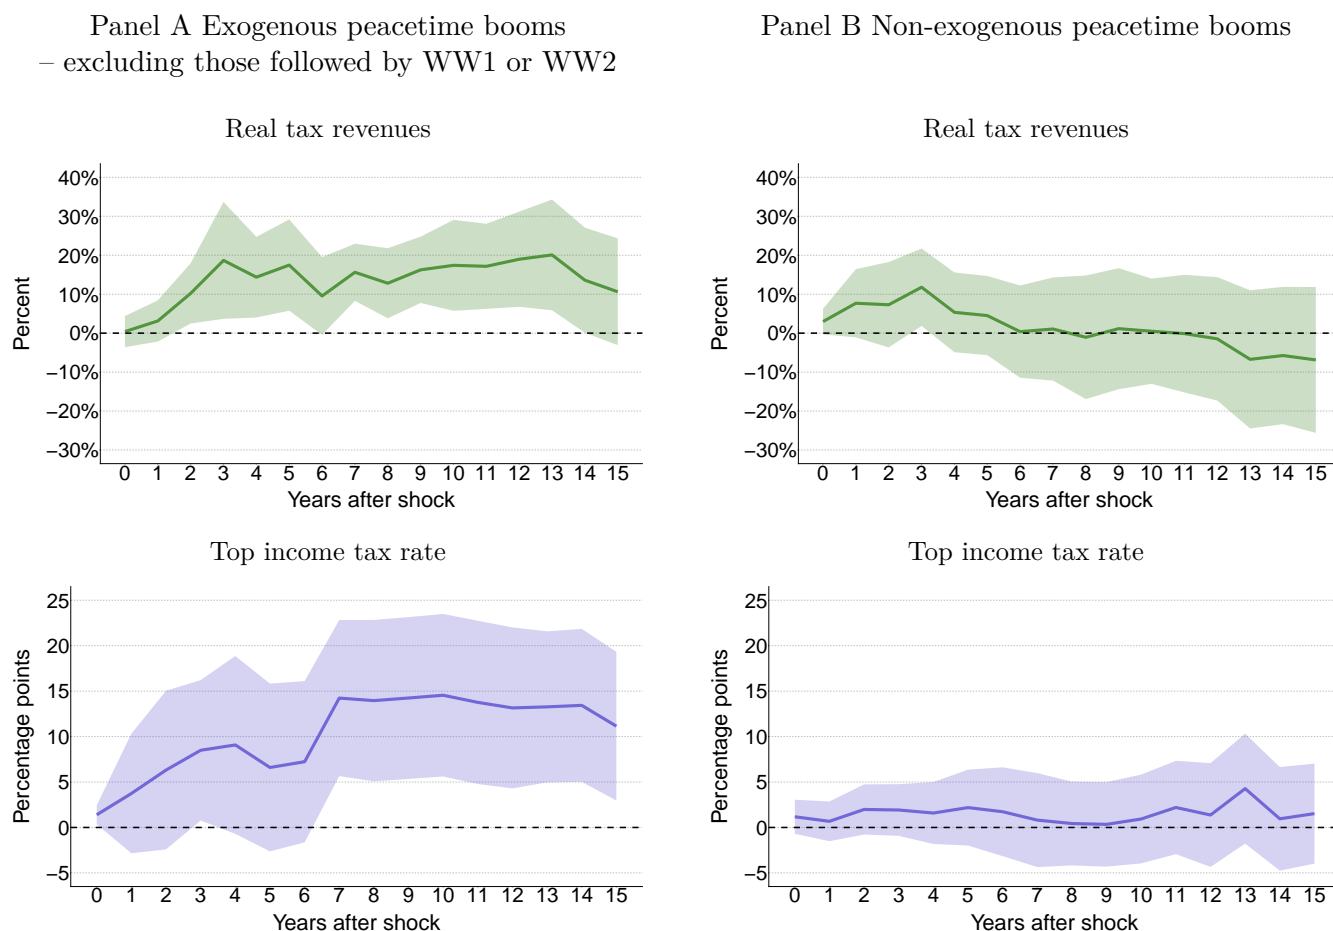 Panel A Exogenous peacetime booms
– excluding those followed by WW1 or WW2
Real tax revenues
40%
30%
20%
10%
0%
−10%
−20%
−30%
Percent
0 1 2 3 4 5 6 7 8 9 10 11 12 13 14 15
Years after shock
Top income tax rate
25
20
15
10
5
0
−5
Percentage points
0 1 2 3 4 5 6 7 8 9 10 11 12 13 14 15
Years after shock
Panel B Non-exogenous peacetime booms
Real tax revenues
40%
30%
20%
10%
0%
−10%
−20%
−30%
Percent
0 1 2 3 4 5 6 7 8 9 10 11 12 13 14 15
Years after shock
Top income tax rate
25
20
15
10
5
0
−5
Percentage points
0 1 2 3 4 5 6 7 8 9 10 11 12 13 14 15
Years after shock